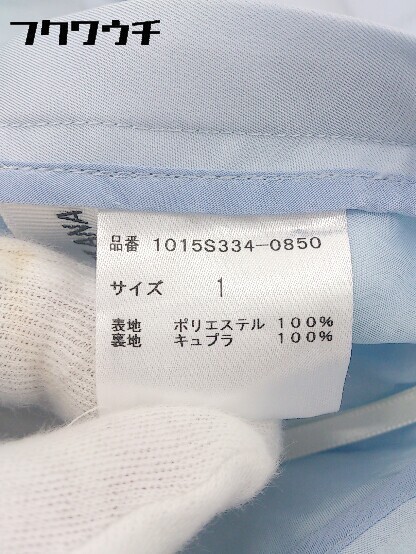 フクワウチ
品番 1015S334-0850
サイズ 1
表地 ポリエステル 100%
裏地 キュプラ 100%